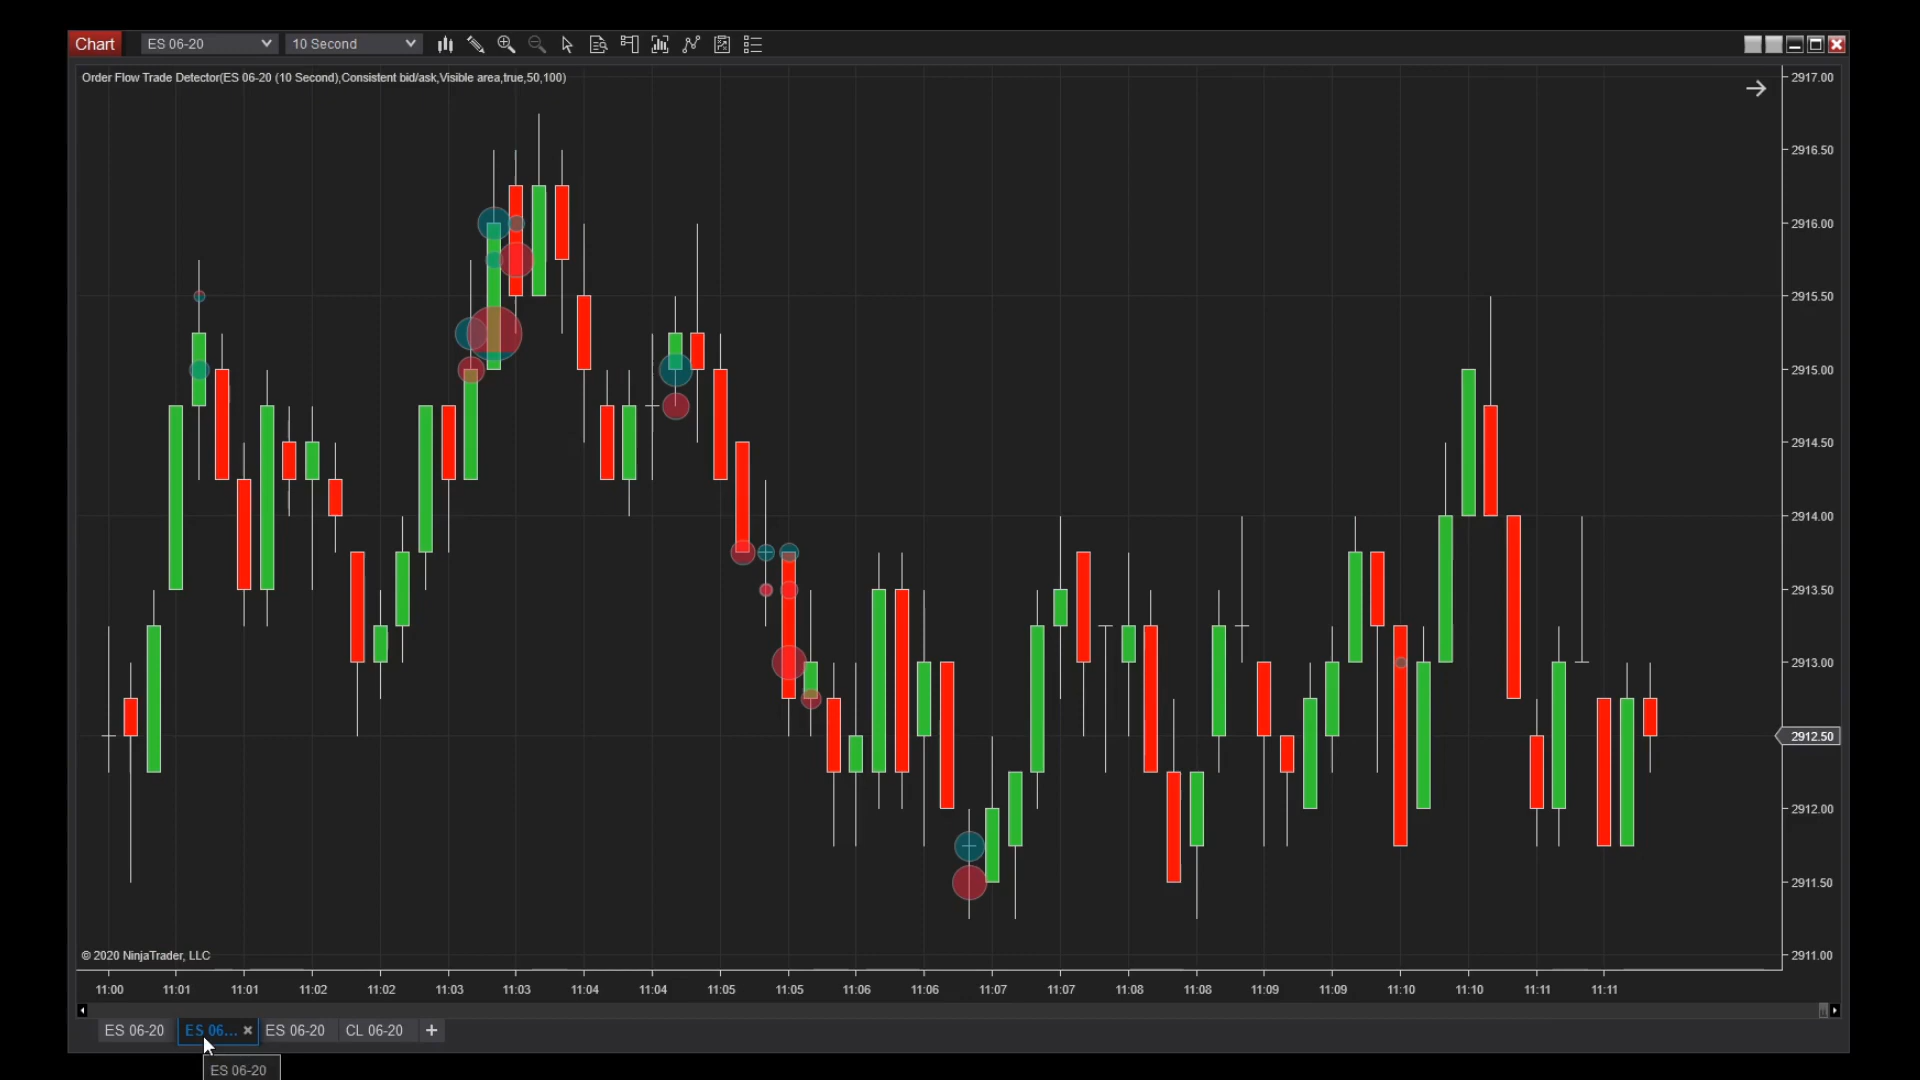 Chart ES 06-20 10 Second
Order Flow Trade Detector(ES 06-20 (10 Second),Consistent bid/ask,Visible area,true,50,100)
2917.00
2916.50
2916.00
2915.50
2915.00
2914.50
2914.00
2913.50
2913.00
2912.50
2912.00
2911.50
2911.00
© 2020 NinjaTrader, LLC
11:00 11:01 11:01 11:02 11:02 11:03 11:03 11:04 11:04 11:05 11:05 11:06 11:06 11:07 11:07 11:08 11:08 11:09 11:09 11:10 11:10 11:11 11:11
ES 06-20 ES 06... ES 06-20 CL 06-20
ES 06-20